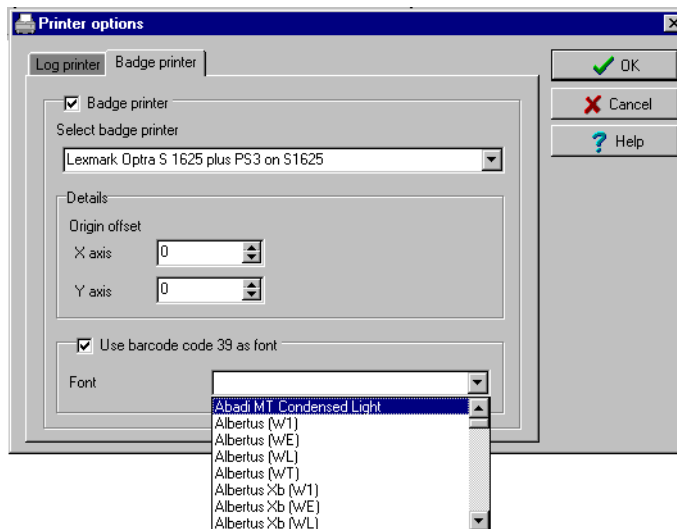 Printer options
Log printer Badge printer
OK
Cancel
Help
Badge printer
Select badge printer
Lexmark Optra S 1625 plus PS3 on S1625
Details
Origin offset
X axis 0
Y axis 0
Use barcode code 39 as font
Font
Abadi MT Condensed Light
Albertus (W1)
Albertus (WE)
Albertus (WL)
Albertus (WT)
Albertus Xb (W1)
Albertus Xb (WE)
Albertus Xb (WL)